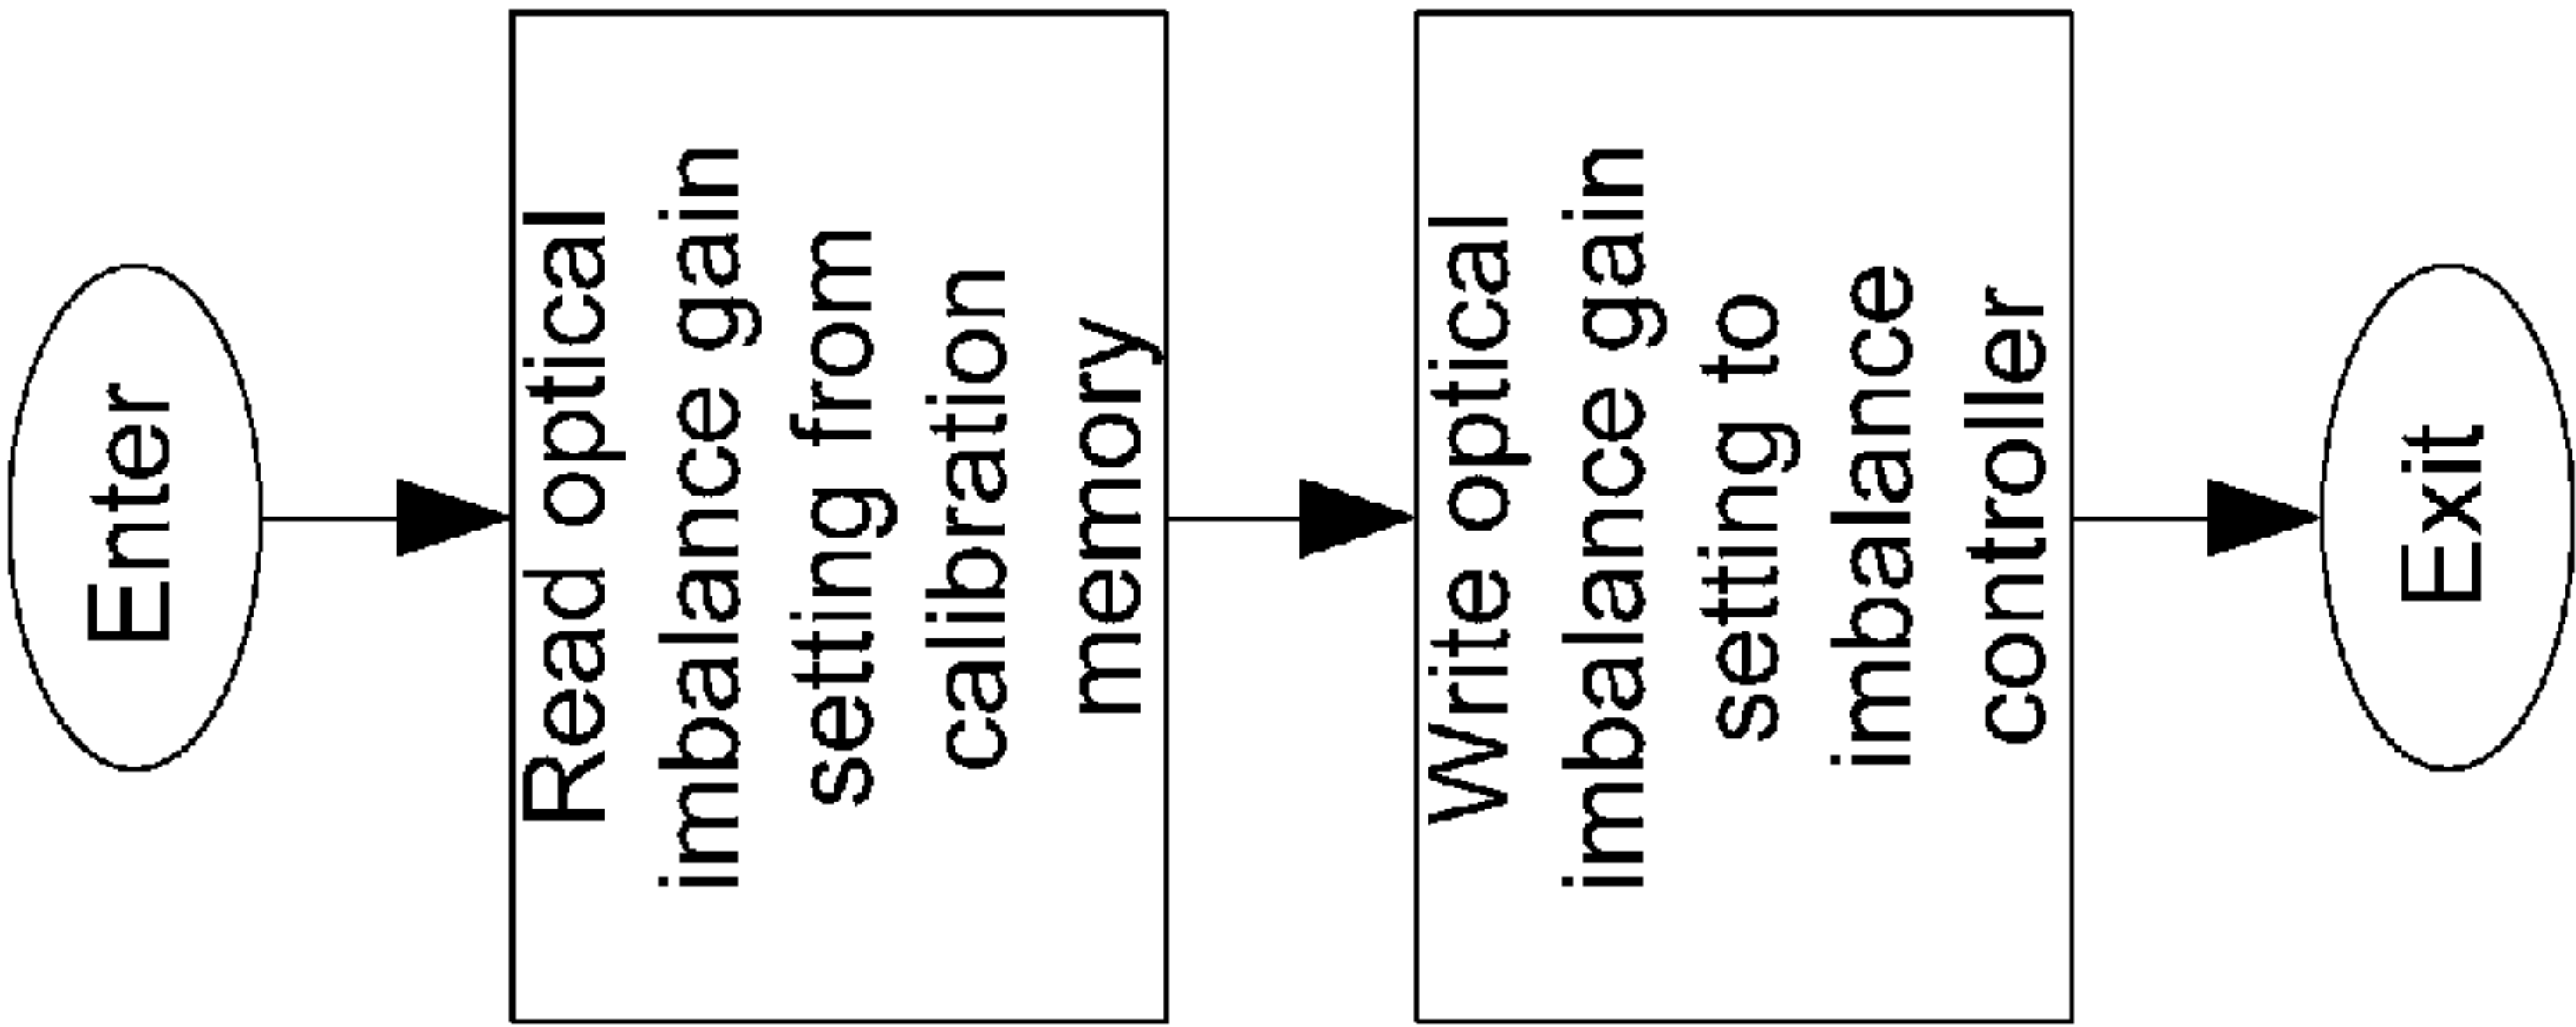 Enter
Read optical
imbalance gain
setting from
calibration
memory
Write optical
imbalance gain
setting to
imbalance
controller
Exit